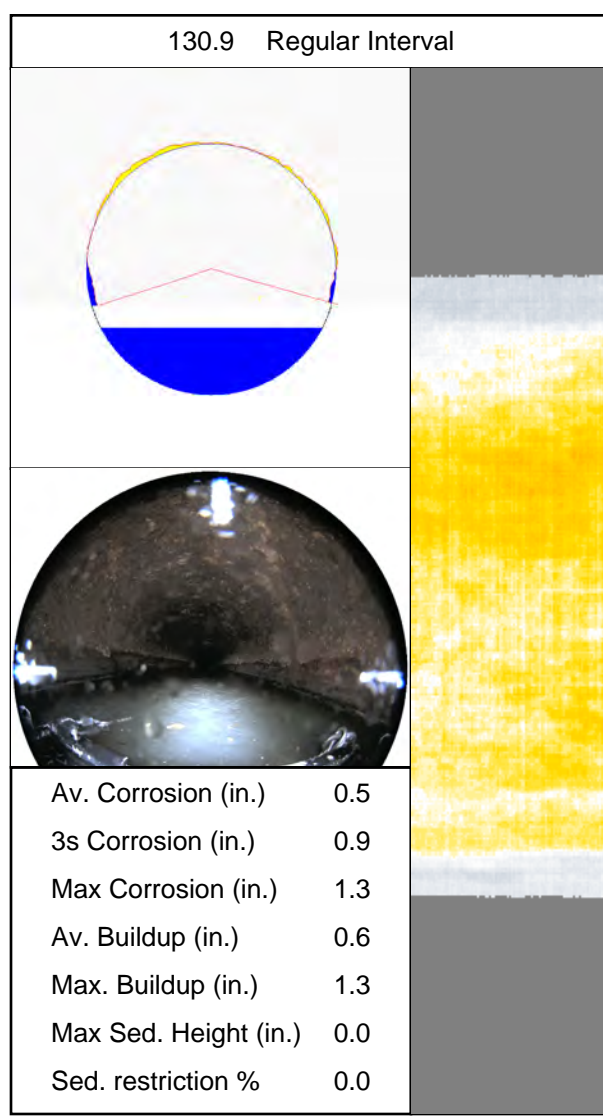 130.9 Regular Interval
Av. Corrosion (in.) 0.5
3s Corrosion (in.) 0.9
Max Corrosion (in.) 1.3
Av. Buildup (in.) 0.6
Max. Buildup (in.) 1.3
Max Sed. Height (in.) 0.0
Sed. restriction % 0.0